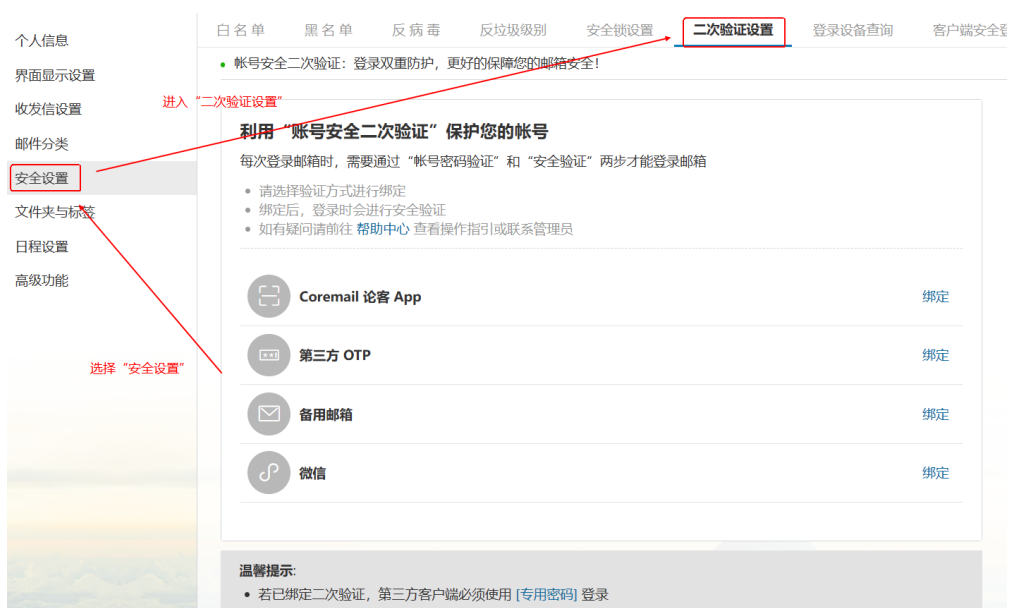 个人信息
界面显示设置
收发信设置
邮件分类
安全设置
文件夹与标签
日程设置
高级功能
白名单 黑名单 反病毒 反垃圾级别 安全锁设置 二次验证设置 登录设备查询 客户端安全登
帐号安全二次验证：登录双重防护，更好的保障您的邮箱安全！
进入“二次验证设置”
利用“账号安全二次验证”保护您的帐号
每次登录邮箱时，需要通过“帐号密码验证”和“安全验证”两步才能登录邮箱
请选择验证方式进行绑定
绑定后，登录时会进行安全验证
如有疑问请前往 帮助中心 查看操作指引或联系管理员
Coremail 论客 App 绑定
第三方 OTP 绑定
选择“安全设置”
备用邮箱 绑定
微信 绑定
温馨提示:
若已绑定二次验证，第三方客户端必须使用 [专用密码] 登录